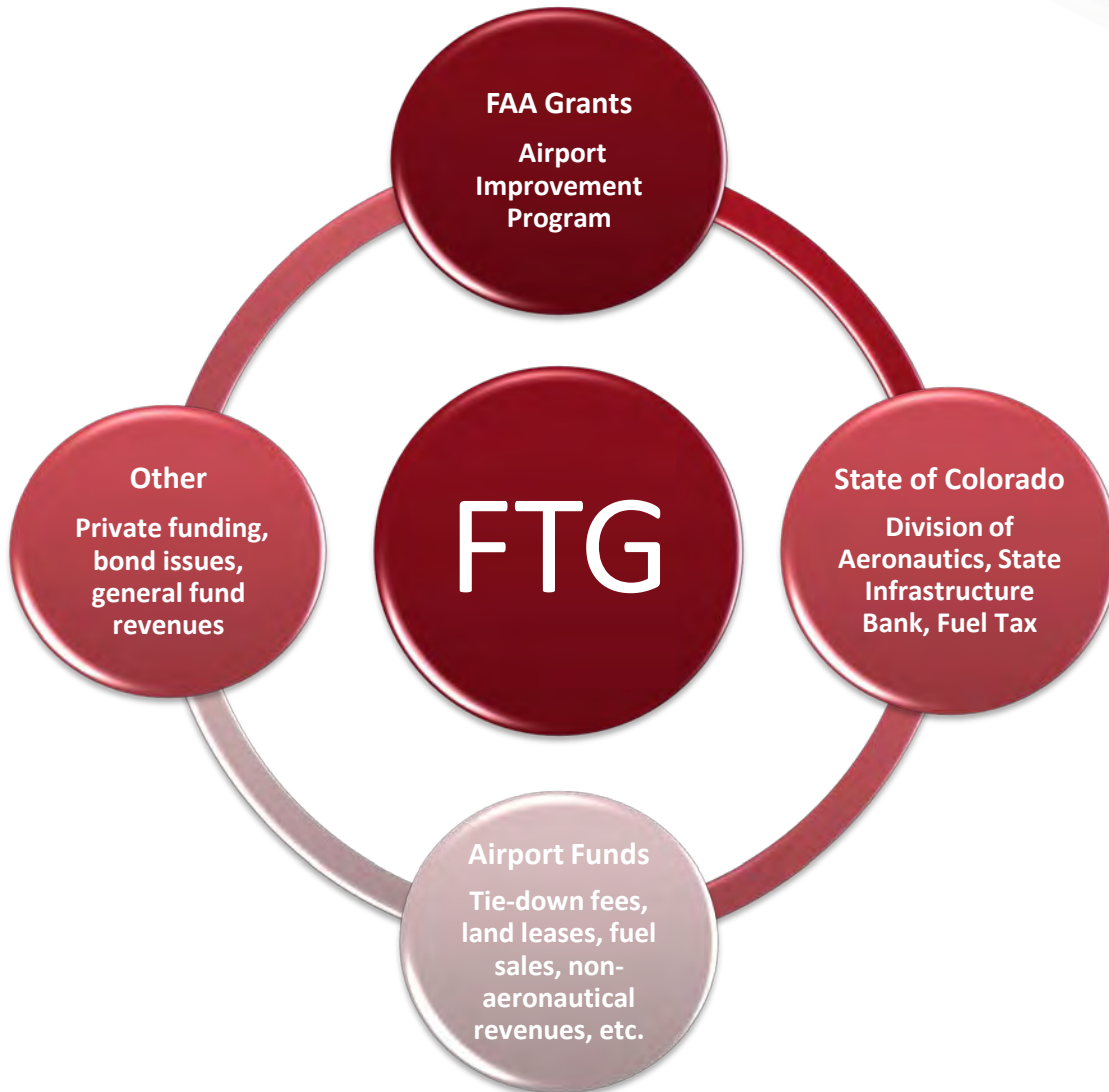 FAA Grants
Airport
Improvement
Program
Other
Private funding,
bond issues,
general fund
revenues
FTG
State of Colorado
Division of
Aeronautics, State
Infrastructure
Bank, Fuel Tax
Airport Funds
Tie-down fees,
land leases, fuel
sales, non-
aeronautical
revenues, etc.